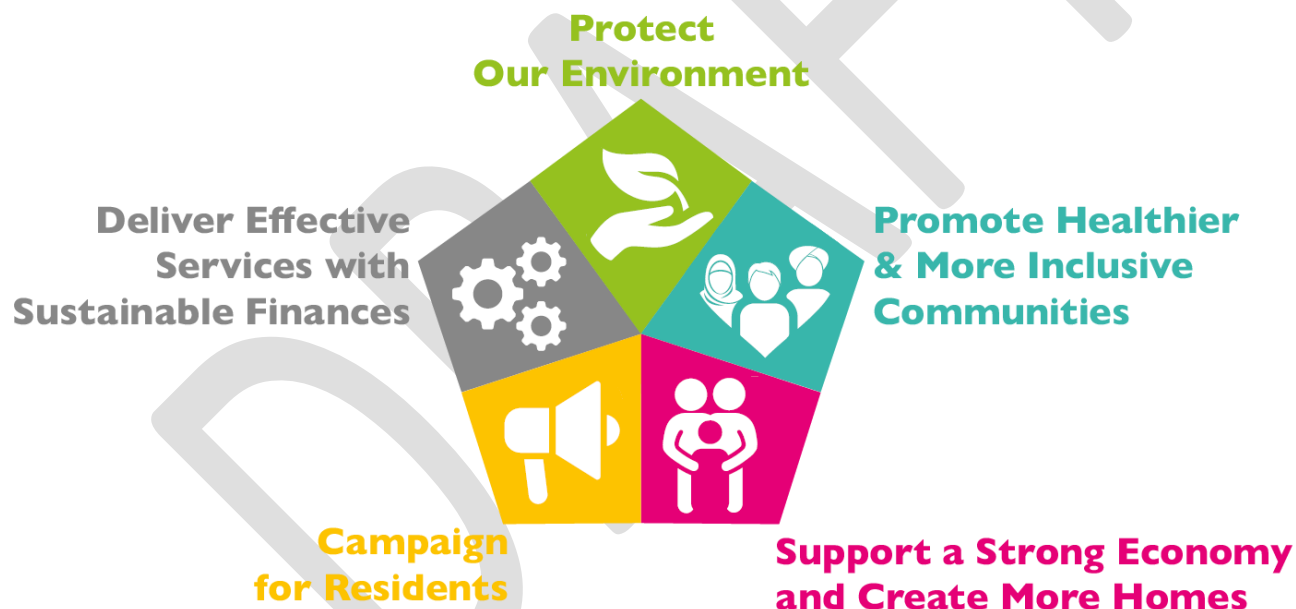 Protect
Our Environment
Deliver Effective
Services with
Sustainable Finances
Promote Healthier
& More Inclusive
Communities
Campaign
for Residents
Support a Strong Economy
and Create More Homes
DRAFT